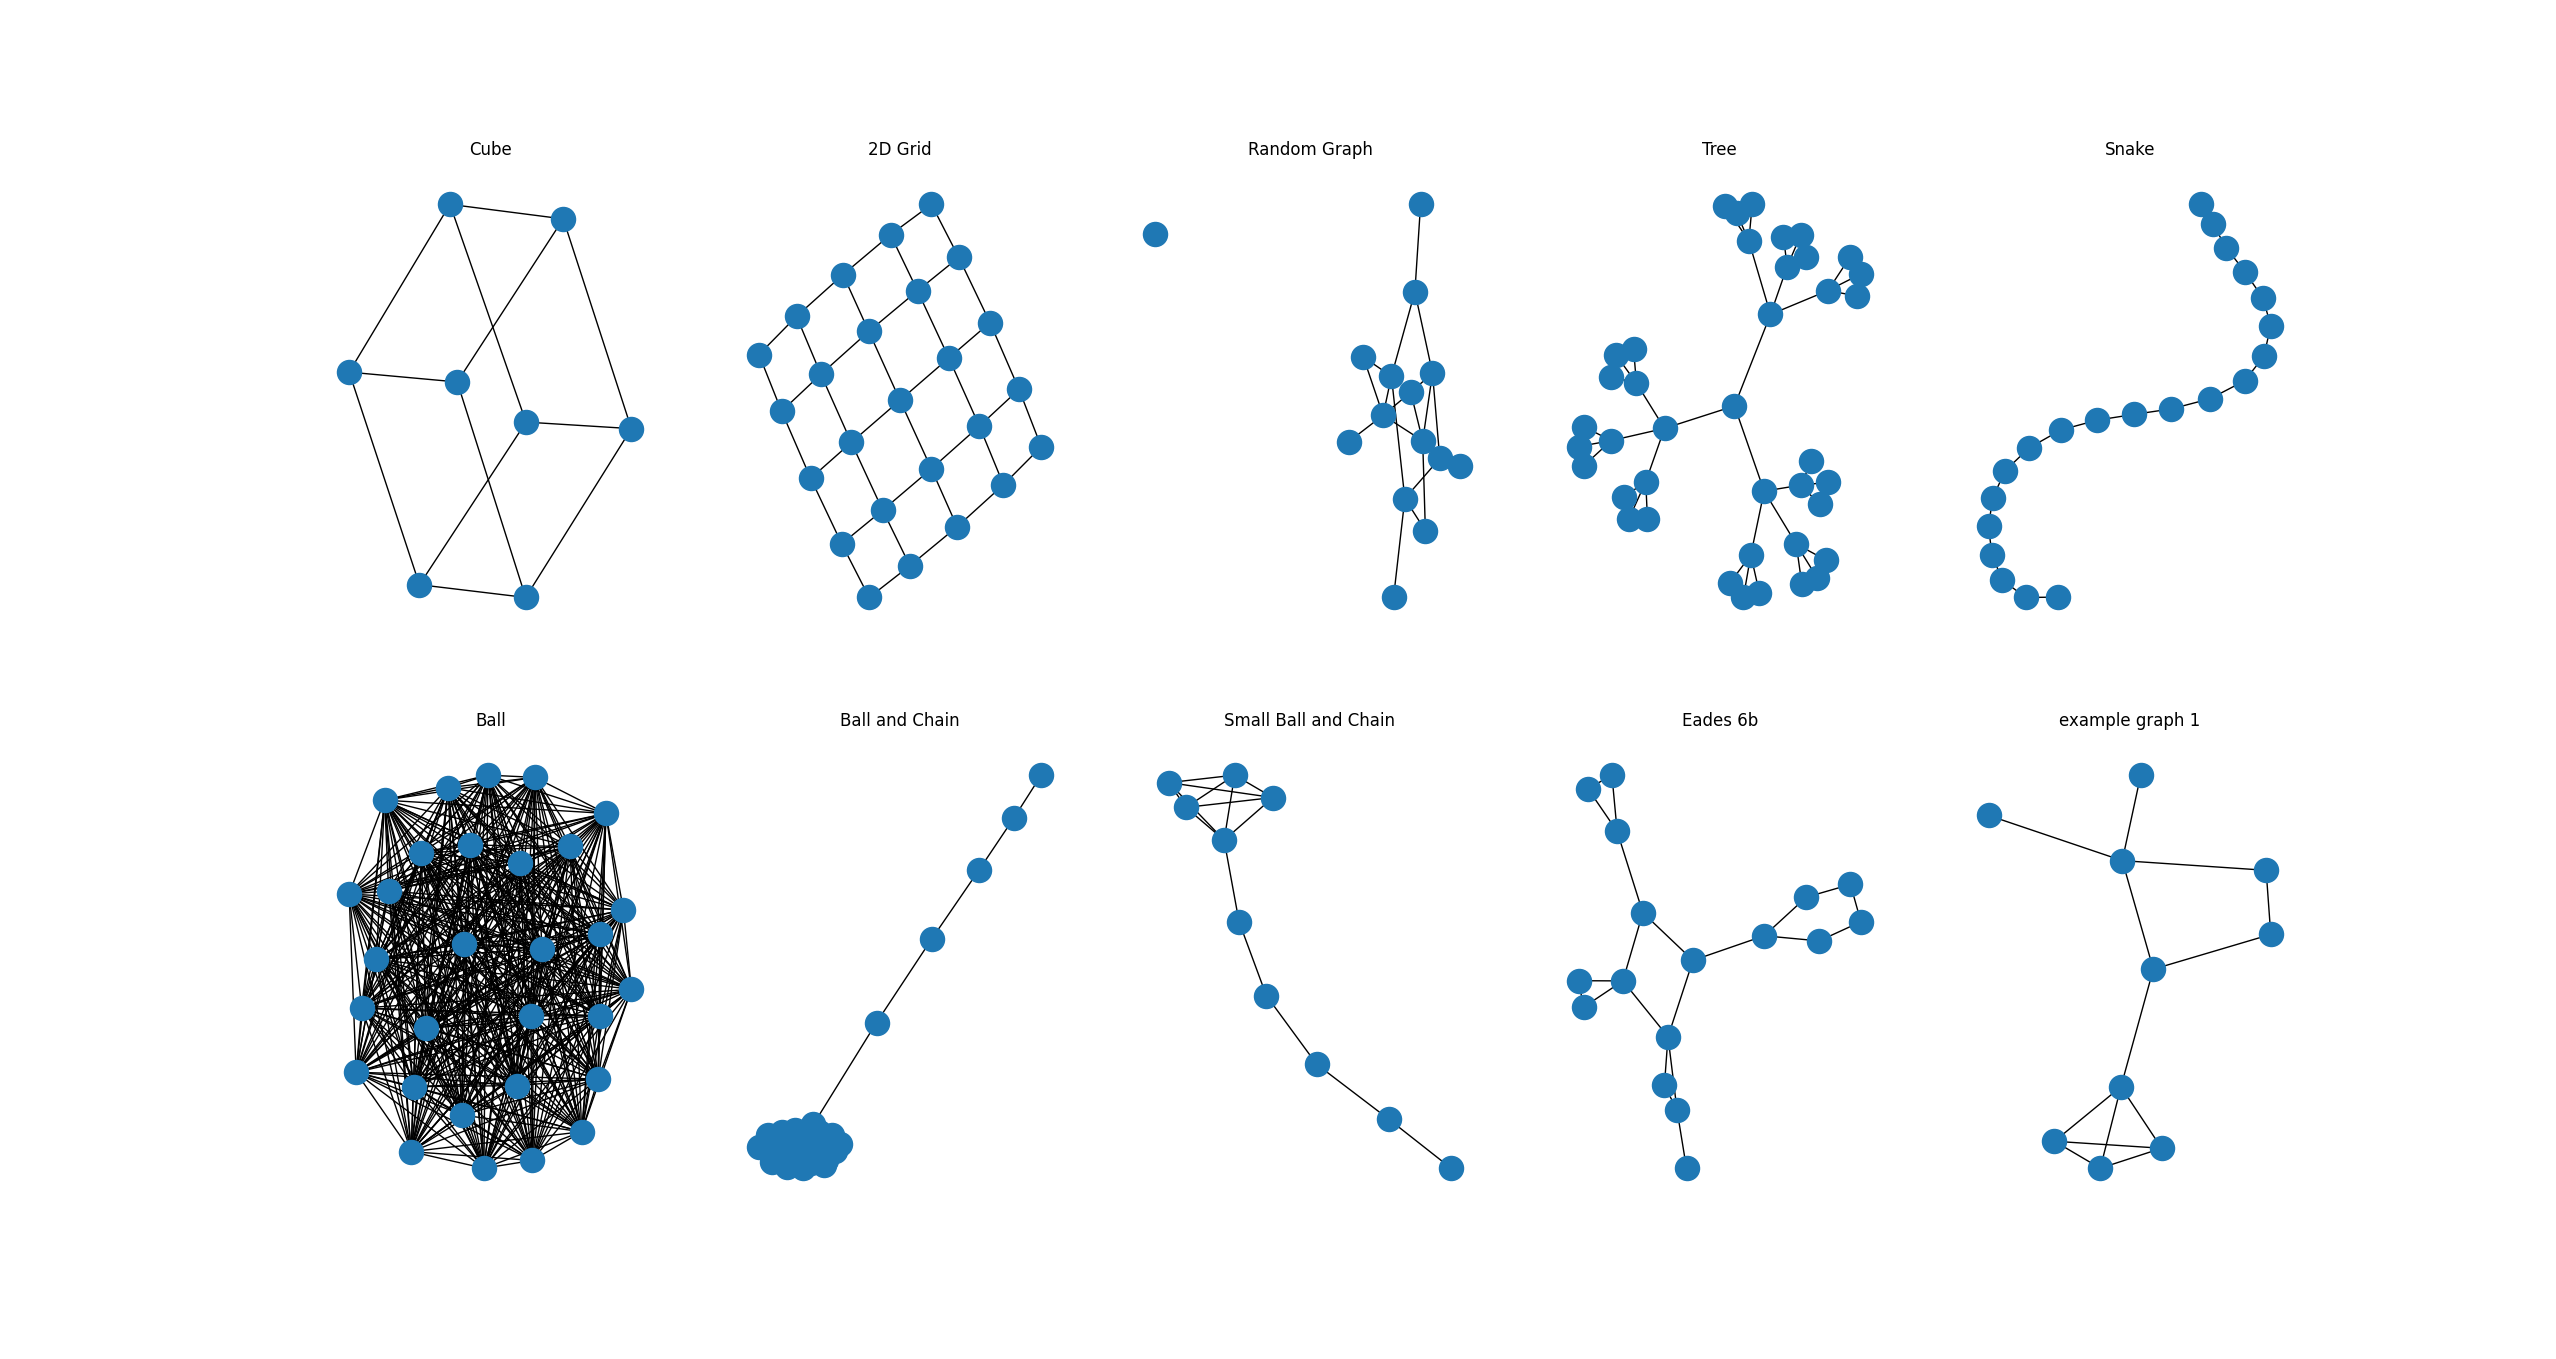 Cube
2D Grid
Random Graph
Tree
Snake
Ball
Ball and Chain
Small Ball and Chain
Eades 6b
example graph 1